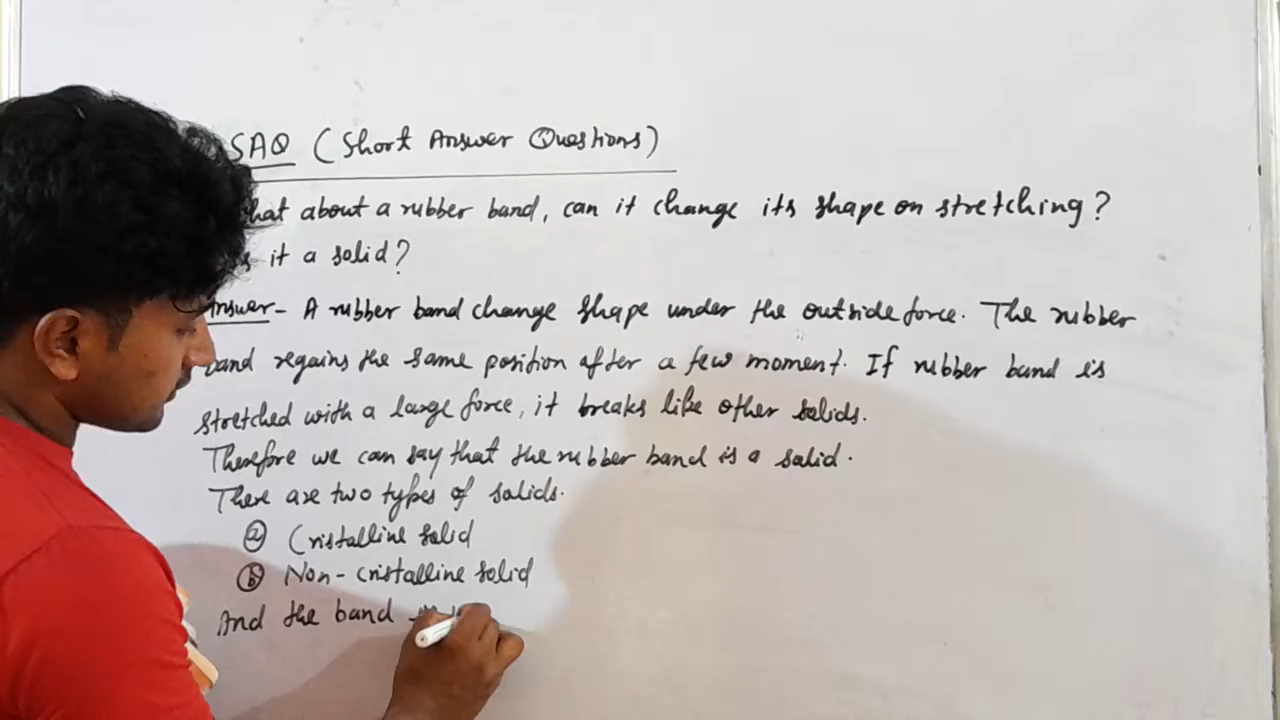 SAQ (Short Answer Questions)
hat about a rubber band, can it change its shape on stretching?
s it a solid?
Answer- A rubber band change shape under the outside force. The rubber
band regains the same position after a few moment. If rubber band is
stretched with a large force, it breaks like other solids.
Therefore we can say that the rubber band is a solid.
There are two types of solids.
(a) Cristalline solid
(b) Non-cristalline solid
And the band